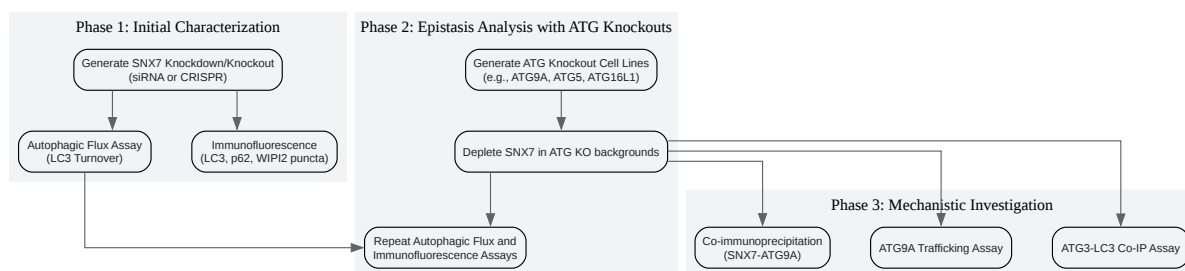 Phase 1: Initial Characterization
Generate SNX7 Knockdown/Knockout
(siRNA or CRISPR)
Autophagic Flux Assay
(LC3 Turnover)
Immunofluorescence
(LC3, p62, WIPI2 puncta)
Phase 2: Epistasis Analysis with ATG Knockouts
Generate ATG Knockout Cell Lines
(e.g., ATG9A, ATG5, ATG16L1)
Deplete SNX7 in ATG KO backgrounds
Repeat Autophagic Flux and
Immunofluorescence Assays
Phase 3: Mechanistic Investigation
Co-immunoprecipitation
(SNX7-ATG9A)
ATG9A Trafficking Assay
ATG3-LC3 Co-IP Assay